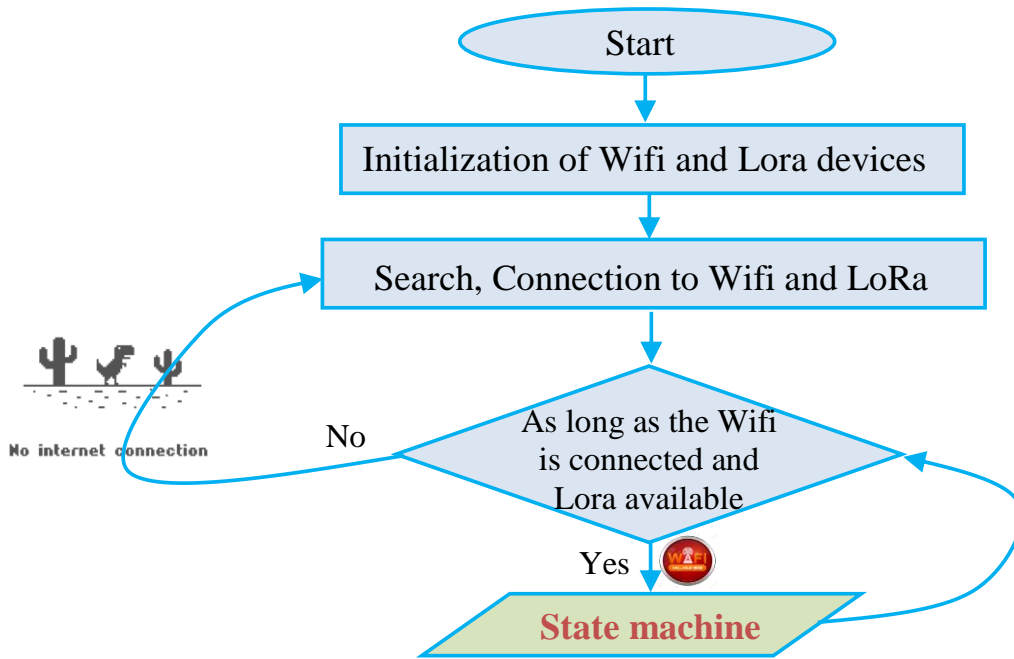 Start
Initialization of Wifi and Lora devices
Search, Connection to Wifi and LoRa
No internet connection
No
As long as the Wifi
is connected and
Lora available
Yes
WiFi
State machine